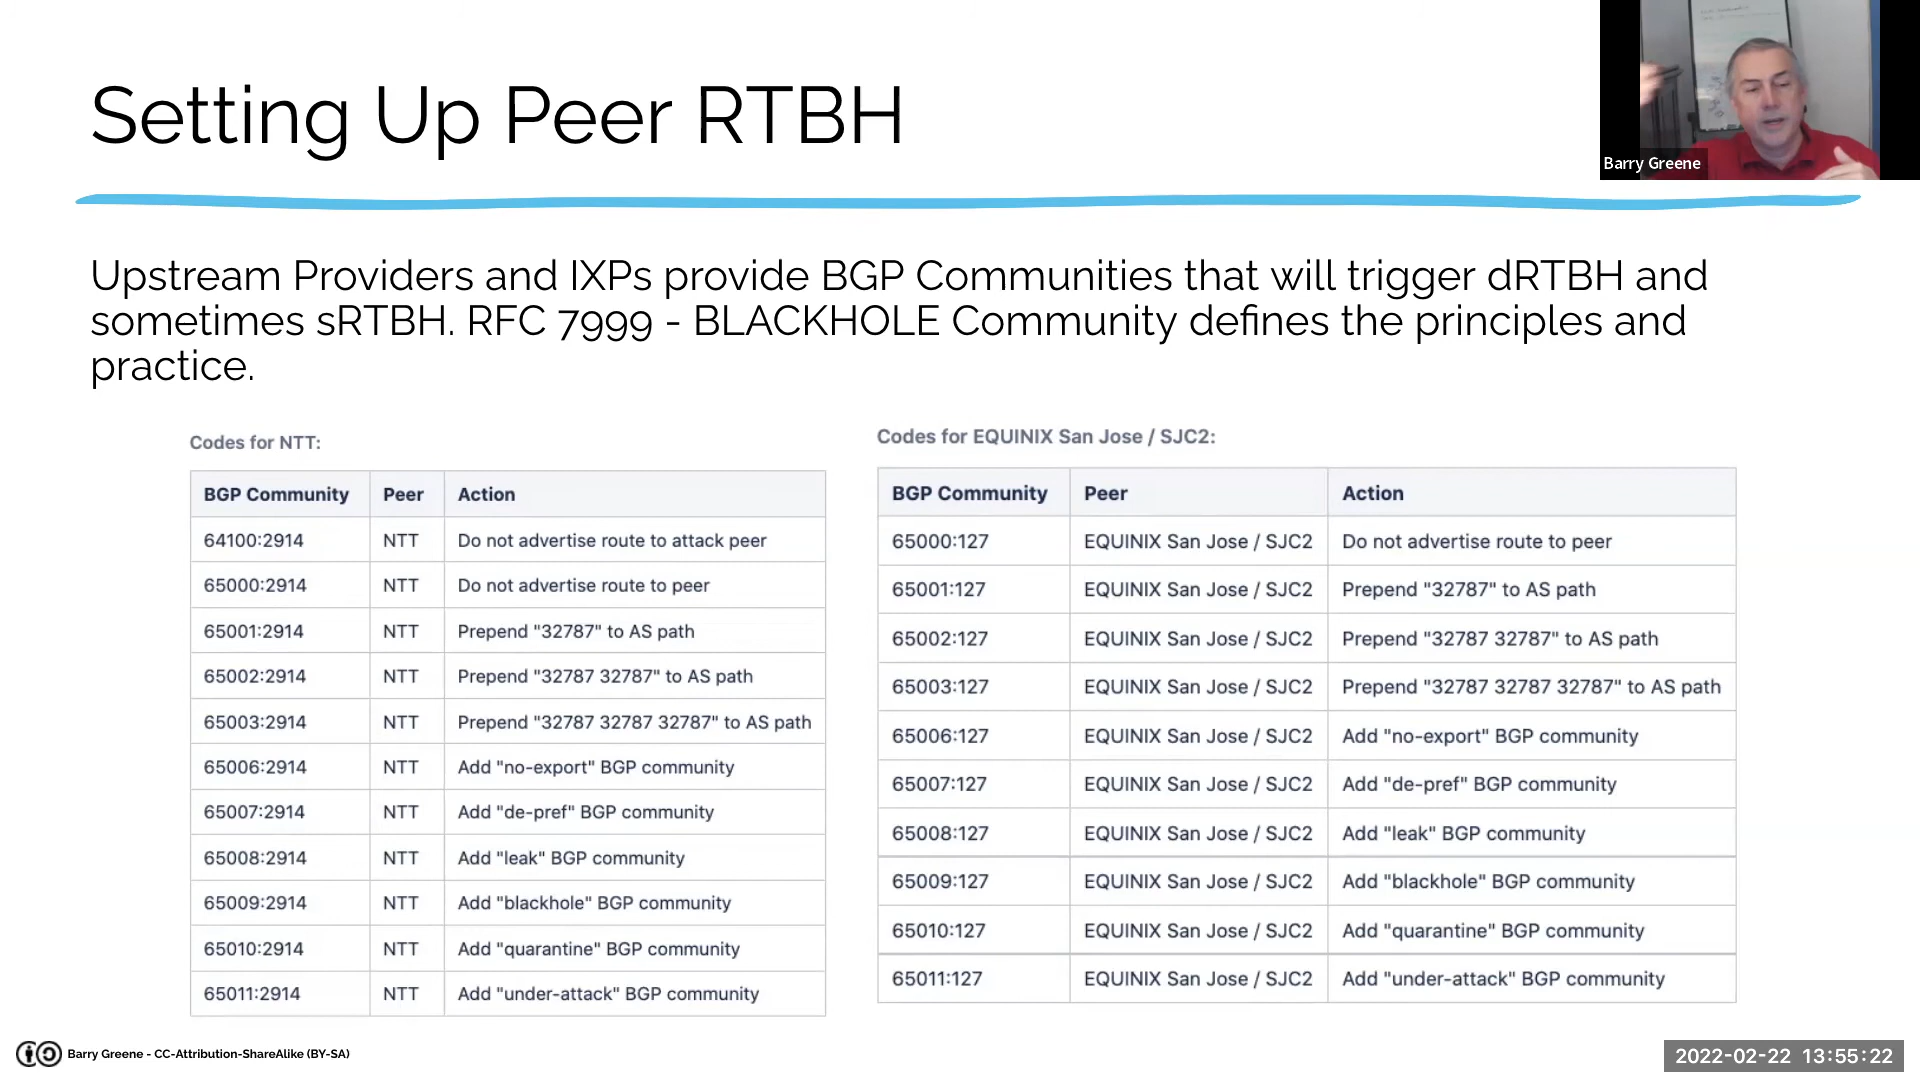 Setting Up Peer RTBH
Barry Greene
Upstream Providers and IXPs provide BGP Communities that will trigger dRTBH and
sometimes sRTBH. RFC 7999 - BLACKHOLE Community defines the principles and
practice.
Codes for NTT:
BGP Community Peer Action
64100:2914 NTT Do not advertise route to attack peer
65000:2914 NTT Do not advertise route to peer
65001:2914 NTT Prepend "32787" to AS path
65002:2914 NTT Prepend "32787 32787" to AS path
65003:2914 NTT Prepend "32787 32787 32787" to AS path
65006:2914 NTT Add "no-export" BGP community
65007:2914 NTT Add "de-pref" BGP community
65008:2914 NTT Add "leak" BGP community
65009:2914 NTT Add "blackhole" BGP community
65010:2914 NTT Add "quarantine" BGP community
65011:2914 NTT Add "under-attack" BGP community
Codes for EQUINIX San Jose / SJC2:
BGP Community Peer Action
65000:127 EQUINIX San Jose / SJC2 Do not advertise route to peer
65001:127 EQUINIX San Jose / SJC2 Prepend "32787" to AS path
65002:127 EQUINIX San Jose / SJC2 Prepend "32787 32787" to AS path
65003:127 EQUINIX San Jose / SJC2 Prepend "32787 32787 32787" to AS path
65006:127 EQUINIX San Jose / SJC2 Add "no-export" BGP community
65007:127 EQUINIX San Jose / SJC2 Add "de-pref" BGP community
65008:127 EQUINIX San Jose / SJC2 Add "leak" BGP community
65009:127 EQUINIX San Jose / SJC2 Add "blackhole" BGP community
65010:127 EQUINIX San Jose / SJC2 Add "quarantine" BGP community
65011:127 EQUINIX San Jose / SJC2 Add "under-attack" BGP community
Barry Greene - CC-Attribution-ShareAlike (BY-SA)
2022-02-22 13:55:22